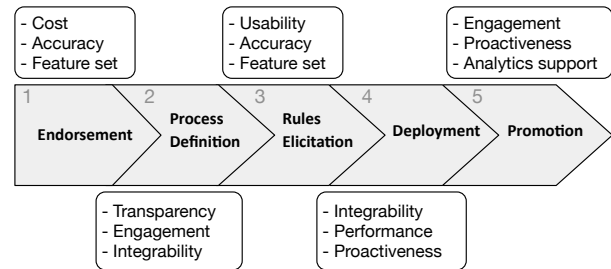 - Cost
- Accuracy
- Feature set
- Usability
- Accuracy
- Feature set
- Engagement
- Proactiveness
- Analytics support
1
Endorsement
2
Process
Definition
3
Rules
Elicitation
4
Deployment
5
Promotion
- Transparency
- Engagement
- Integrability
- Integrability
- Performance
- Proactiveness